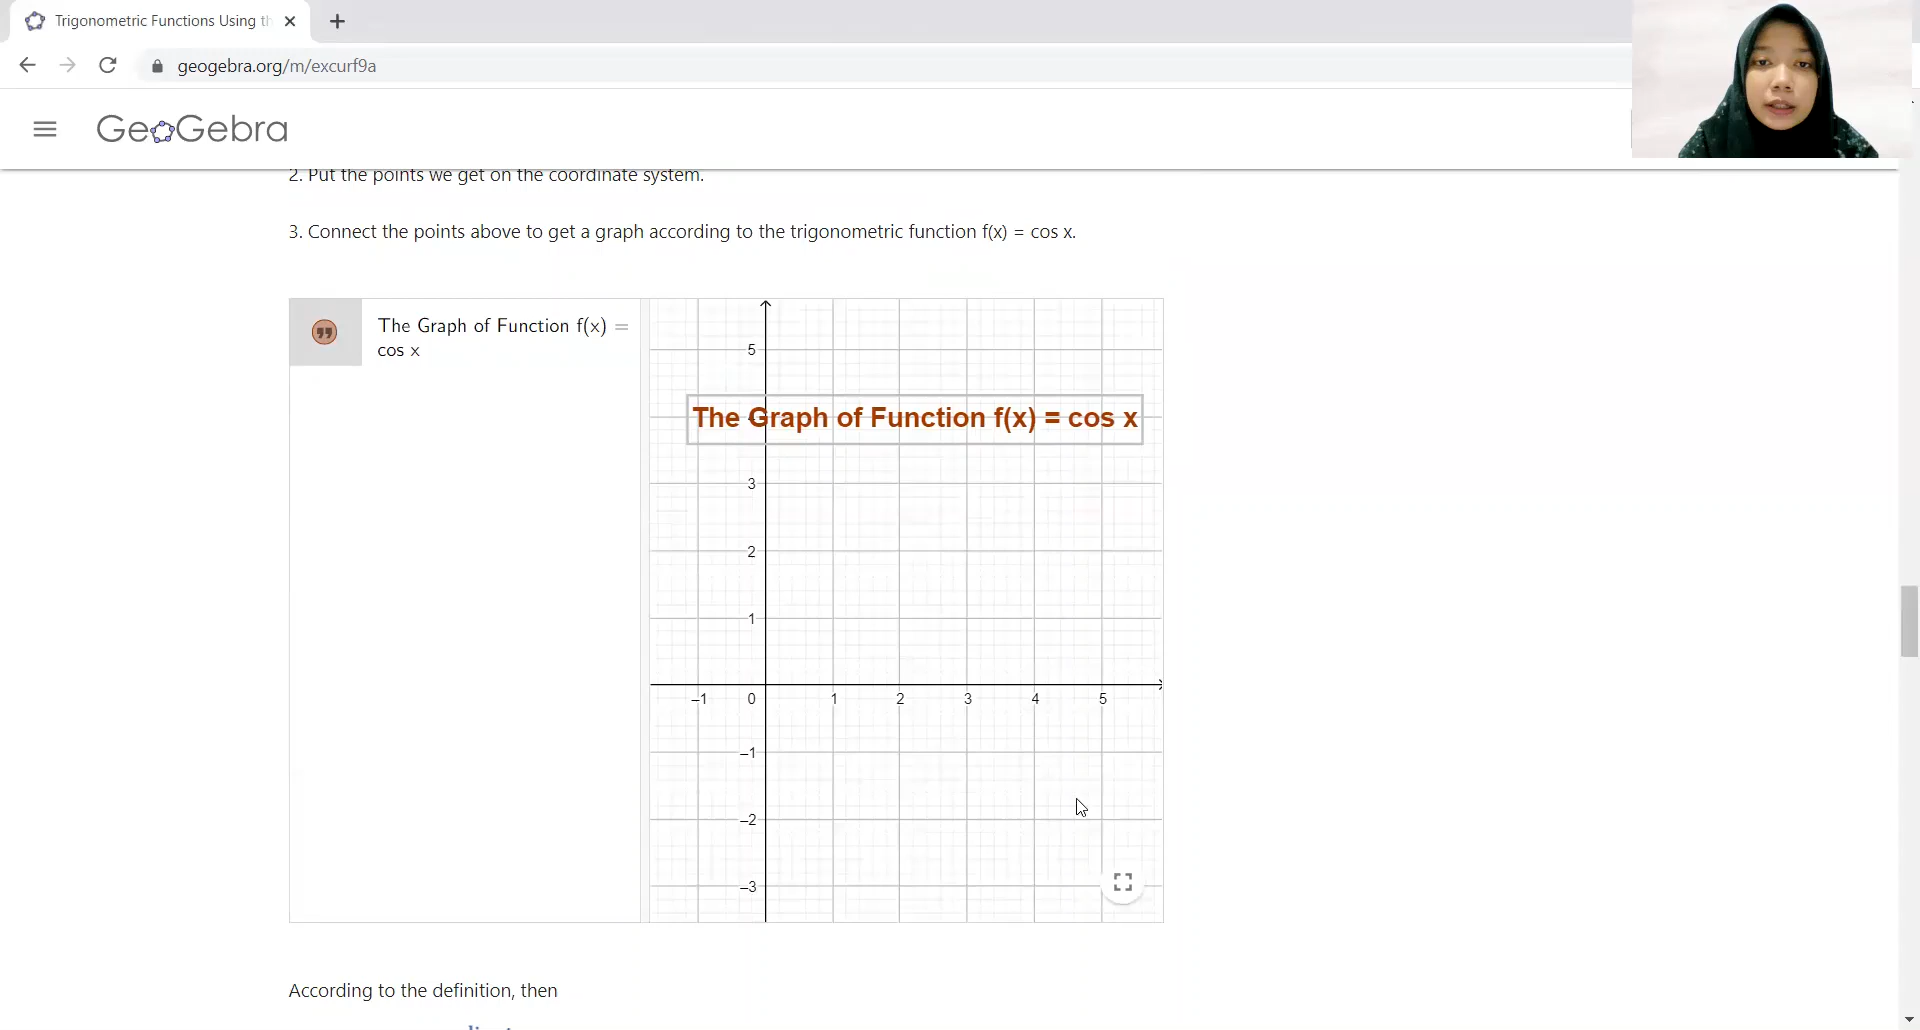 Trigonometric Functions Using th
geogebra.org/m/excurf9a
GeoGebra
2. Put the points we get on the coordinate system.
3. Connect the points above to get a graph according to the trigonometric function f(x) = cos x.
The Graph of Function f(x) =
cos x
5
The Graph of Function f(x) = cos x
3
2
1
–1 0 1 2 3 4 5
–1
–2
–3
According to the definition, then